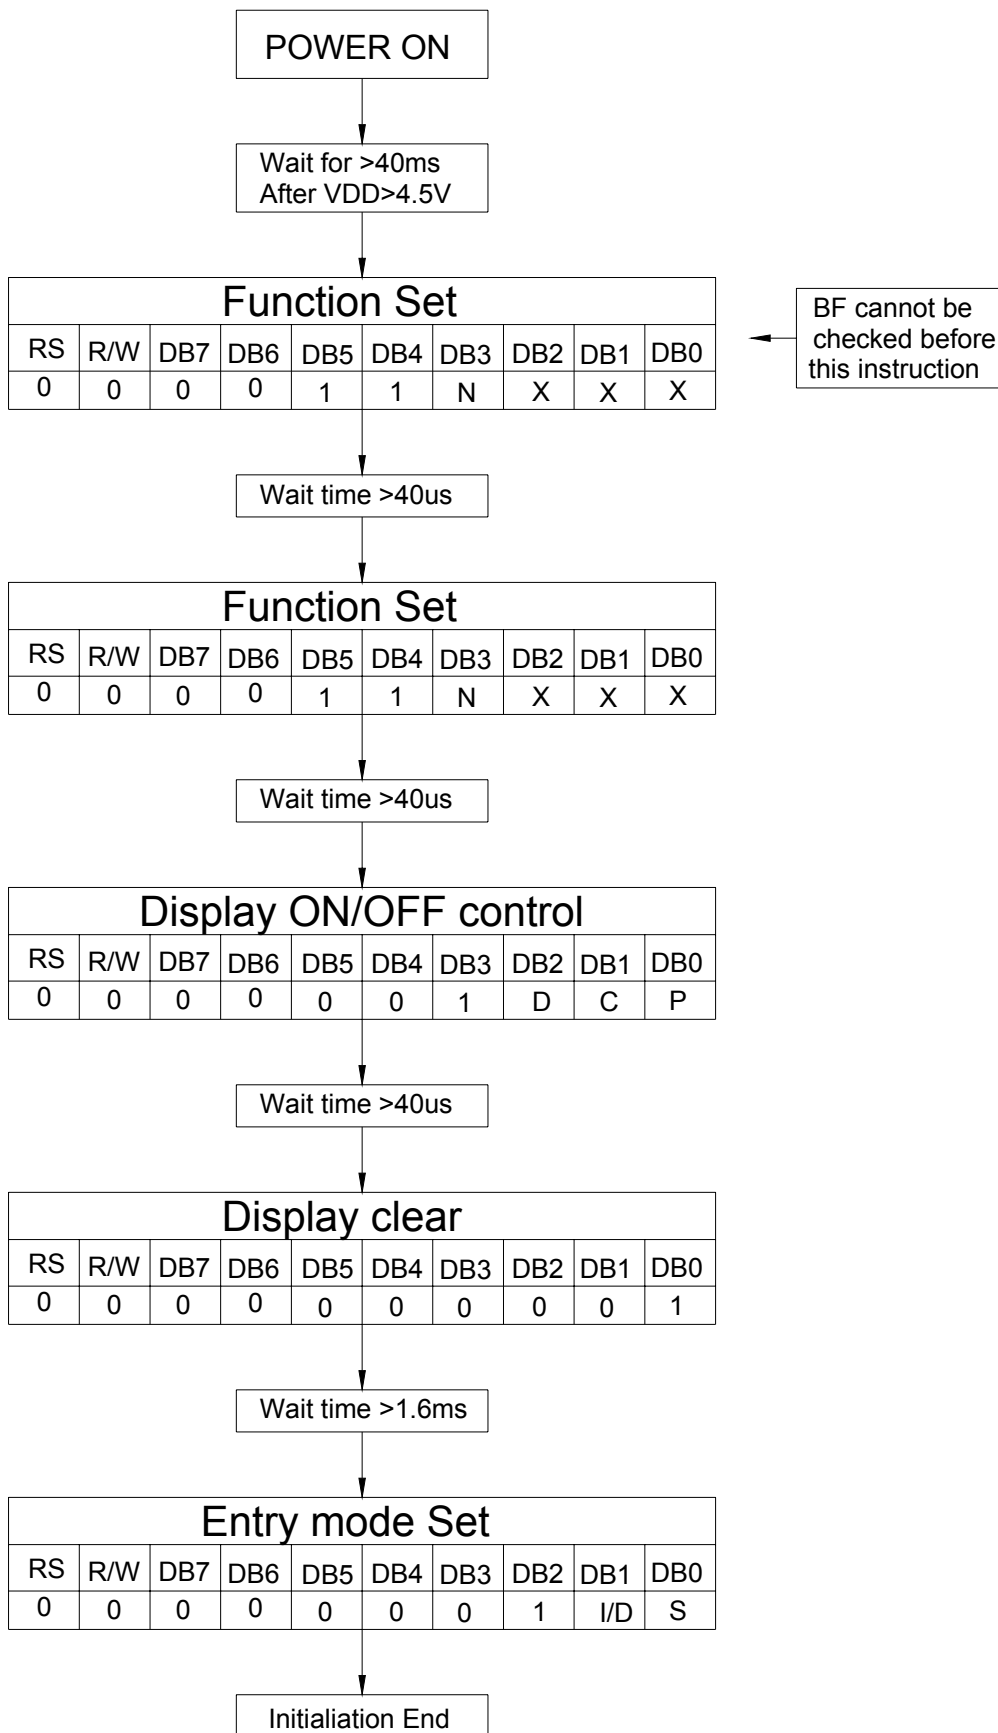 POWER ON
Wait for >40ms
After VDD>4.5V
Function Set
RS R/W DB7 DB6 DB5 DB4 DB3 DB2 DB1 DB0
0 0 0 0 1 1 N X X X
BF cannot be
checked before
this instruction
Wait time >40us
Function Set
RS R/W DB7 DB6 DB5 DB4 DB3 DB2 DB1 DB0
0 0 0 0 1 1 N X X X
Wait time >40us
Display ON/OFF control
RS R/W DB7 DB6 DB5 DB4 DB3 DB2 DB1 DB0
0 0 0 0 0 0 1 D C P
Wait time >40us
Display clear
RS R/W DB7 DB6 DB5 DB4 DB3 DB2 DB1 DB0
0 0 0 0 0 0 0 0 0 1
Wait time >1.6ms
Entry mode Set
RS R/W DB7 DB6 DB5 DB4 DB3 DB2 DB1 DB0
0 0 0 0 0 0 0 1 I/D S
Initialiation End